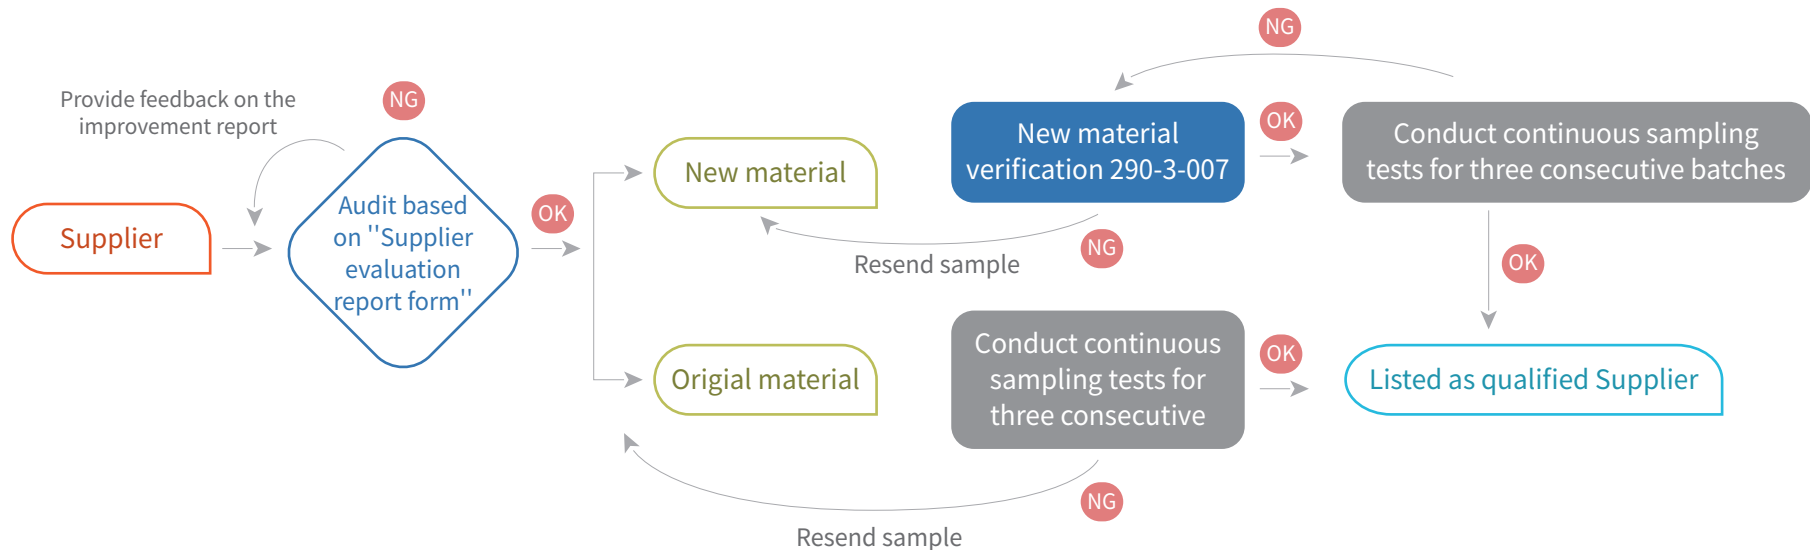 Provide feedback on the
improvement report
NG
Supplier
Audit based
on "Supplier
evaluation
report form"
OK
New material
Origial material
New material
verification 290-3-007
OK
NG
Conduct continuous sampling
tests for three consecutive batches
NG
Resend sample
OK
Conduct continuous
sampling tests for
three consecutive
OK
Listed as qualified Supplier
NG
Resend sample